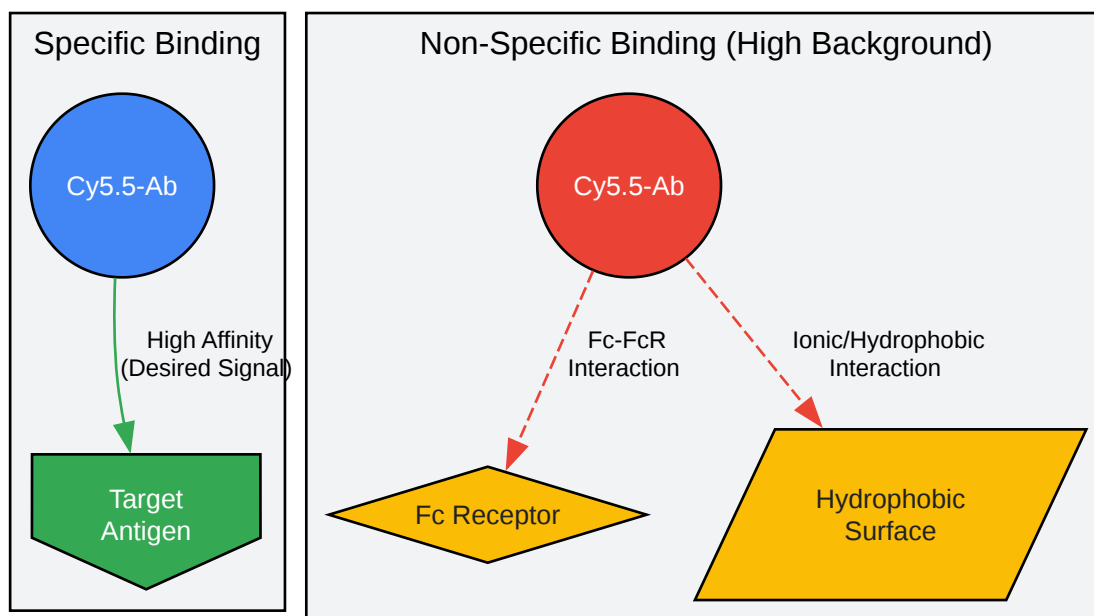 Specific Binding
Cy5.5-Ab
High Affinity
(Desired Signal)
Target
Antigen
Non-Specific Binding (High Background)
Cy5.5-Ab
Fc-FcR
Interaction
Ionic/Hydrophobic
Interaction
Fc Receptor
Hydrophobic
Surface